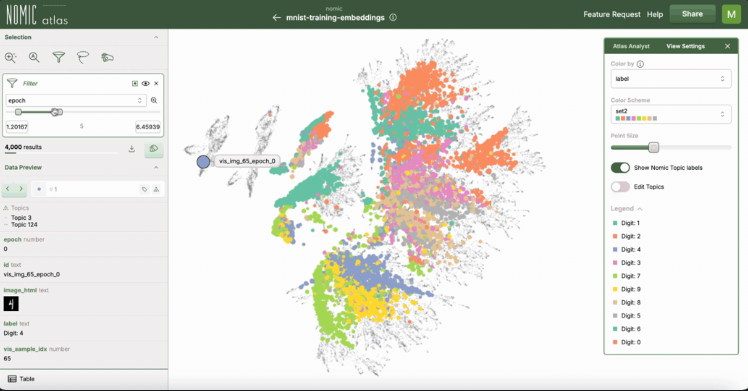 NOMIC atlas
nomic
← mnist-training-embeddings
Feature Request Help Share M
Selection
Filter
epoch
1.20167 ≤ 6.45939
4,000 results
Data Preview
Topics
Topic 3
Topic 124
epoch number
0
id text
vis_img_65_epoch_0
image_html text
4
label text
Digit: 4
vis_sample_idx number
65
Table
vis_img_65_epoch_0
Atlas Analyst View Settings
Color by
label
Color Scheme
set2
Point Size
Show Nomic Topic labels
Edit Topics
Legend
Digit: 1
Digit: 2
Digit: 4
Digit: 3
Digit: 7
Digit: 9
Digit: 8
Digit: 5
Digit: 6
Digit: 0